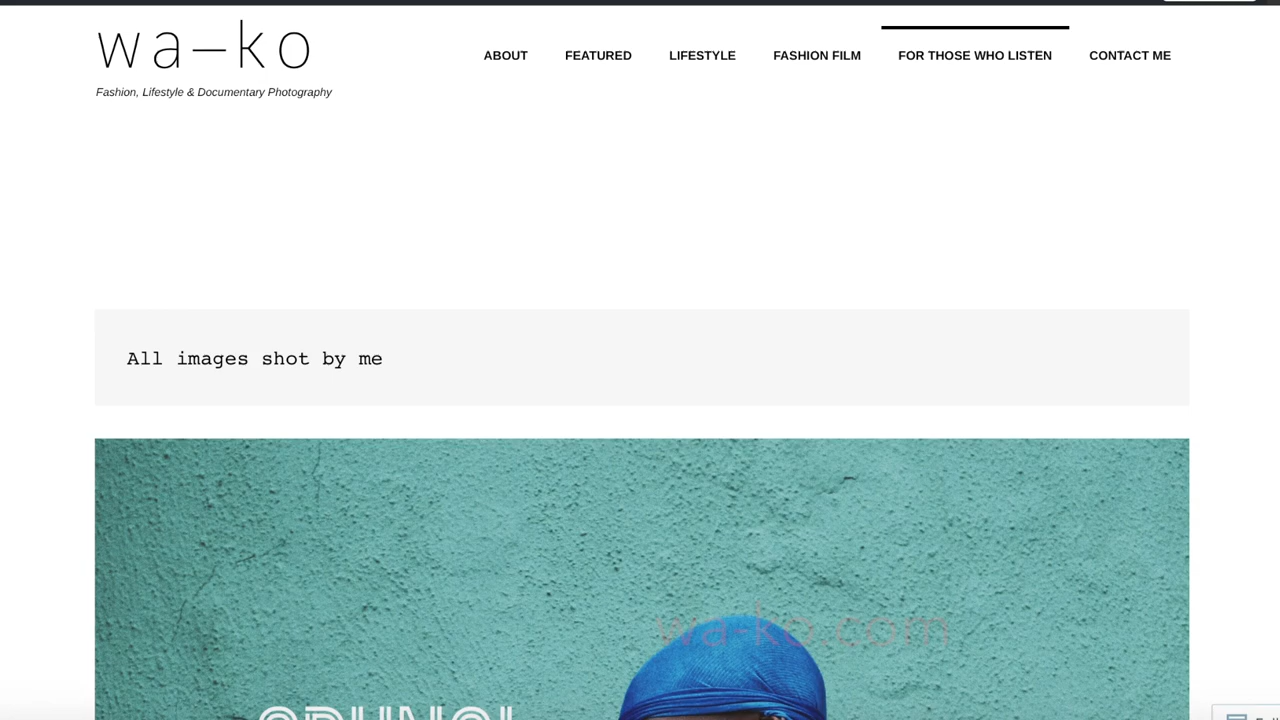 wa–ko
ABOUT FEATURED LIFESTYLE FASHION FILM FOR THOSE WHO LISTEN CONTACT ME
Fashion, Lifestyle & Documentary Photography
All images shot by me
wa-ko.com